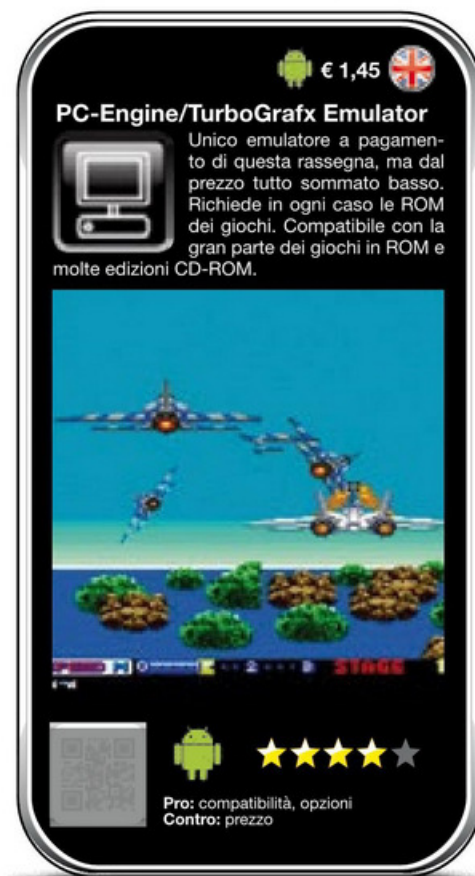 € 1,45
PC-Engine/TurboGrafx Emulator
Unico emulatore a pagamen-
to di questa rassegna, ma dal
prezzo tutto sommato basso.
Richiede in ogni caso le ROM
dei giochi. Compatibile con la
gran parte dei giochi in ROM e
molte edizioni CD-ROM.
STAGE 1
Pro: compatibilità, opzioni
Contro: prezzo